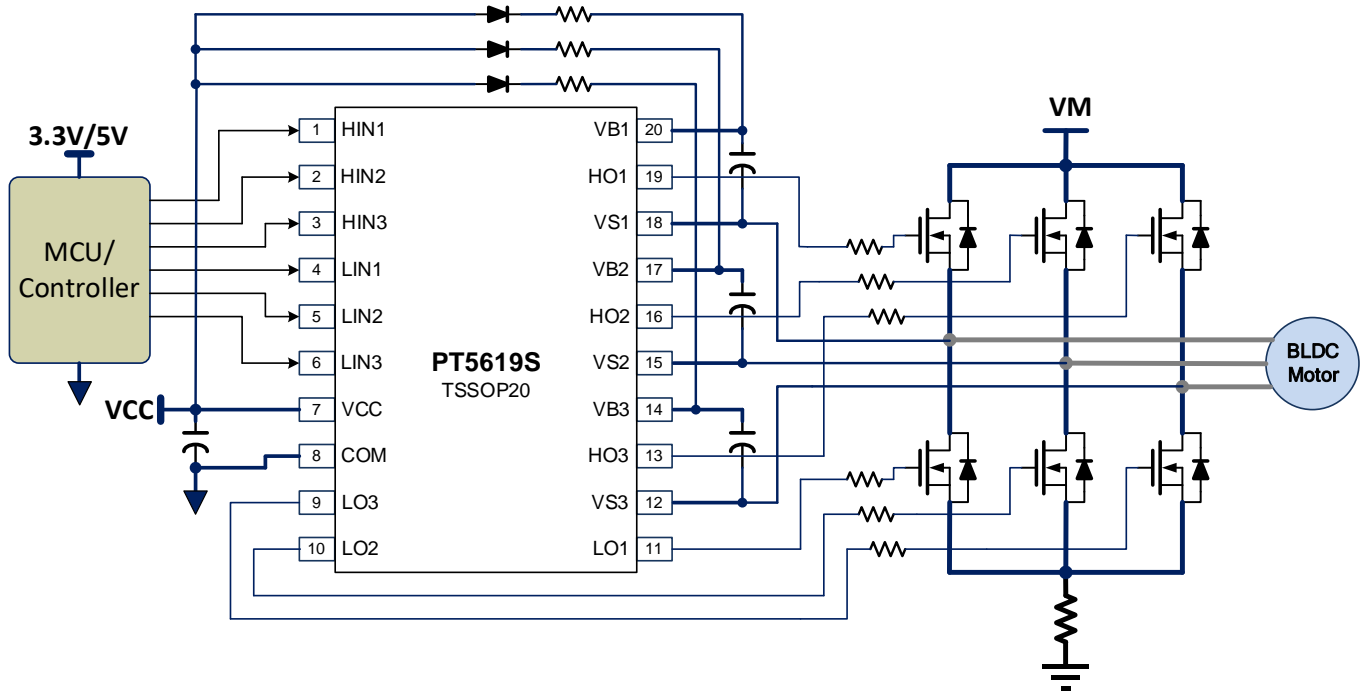 VM
3.3V/5V
MCU/
Controller
1 HIN1 VB1 20
2 HIN2 HO1 19
3 HIN3 VS1 18
4 LIN1 VB2 17
5 LIN2 HO2 16
6 LIN3 VS2 15
PT5619S
TSSOP20
VCC 7 VCC VB3 14
8 COM HO3 13
9 LO3 VS3 12
10 LO2 LO1 11
BLDC
Motor